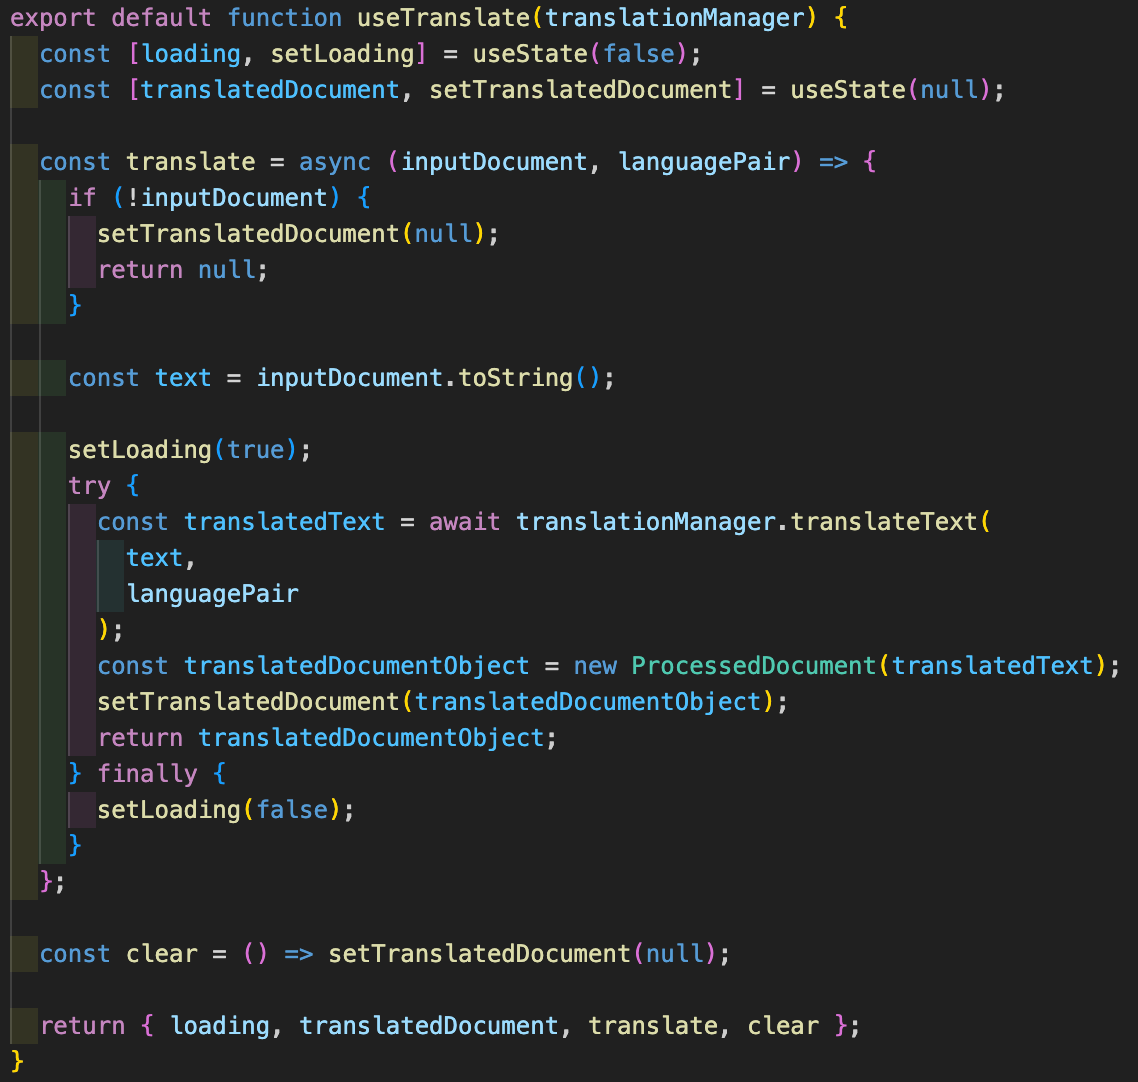 export default function useTranslate(translationManager) {
  const [loading, setLoading] = useState(false);
  const [translatedDocument, setTranslatedDocument] = useState(null);

  const translate = async (inputDocument, languagePair) => {
    if (!inputDocument) {
      setTranslatedDocument(null);
      return null;
    }

    const text = inputDocument.toString();

    setLoading(true);
    try {
      const translatedText = await translationManager.translateText(
        text,
        languagePair
      );
      const translatedDocumentObject = new ProcessedDocument(translatedText);
      setTranslatedDocument(translatedDocumentObject);
      return translatedDocumentObject;
    } finally {
      setLoading(false);
    }
  };

  const clear = () => setTranslatedDocument(null);

  return { loading, translatedDocument, translate, clear };
}